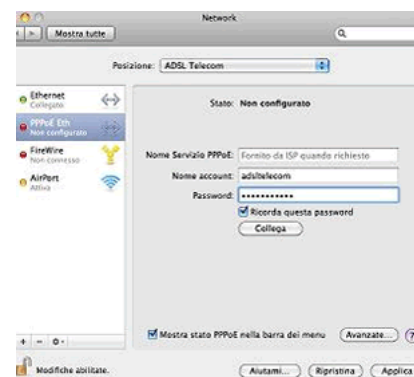 Network
Mostra tutte
Posizione: ADSL Telecom
Ethernet
Collegato
PPPoE Eth
Non configurato
FireWire
Non connesso
AirPort
Attivo
Stato: Non configurato
Nome Servizio PPPoE: Fornito da ISP quando richiesto
Nome account: adsltelecom
Password: •••••••••••
Ricorda questa password
Collega
Mostra stato PPPoE nella barra dei menu
Avanzate...
?
Modifiche abilitate.
Aiutami...
Ripristina
Applica